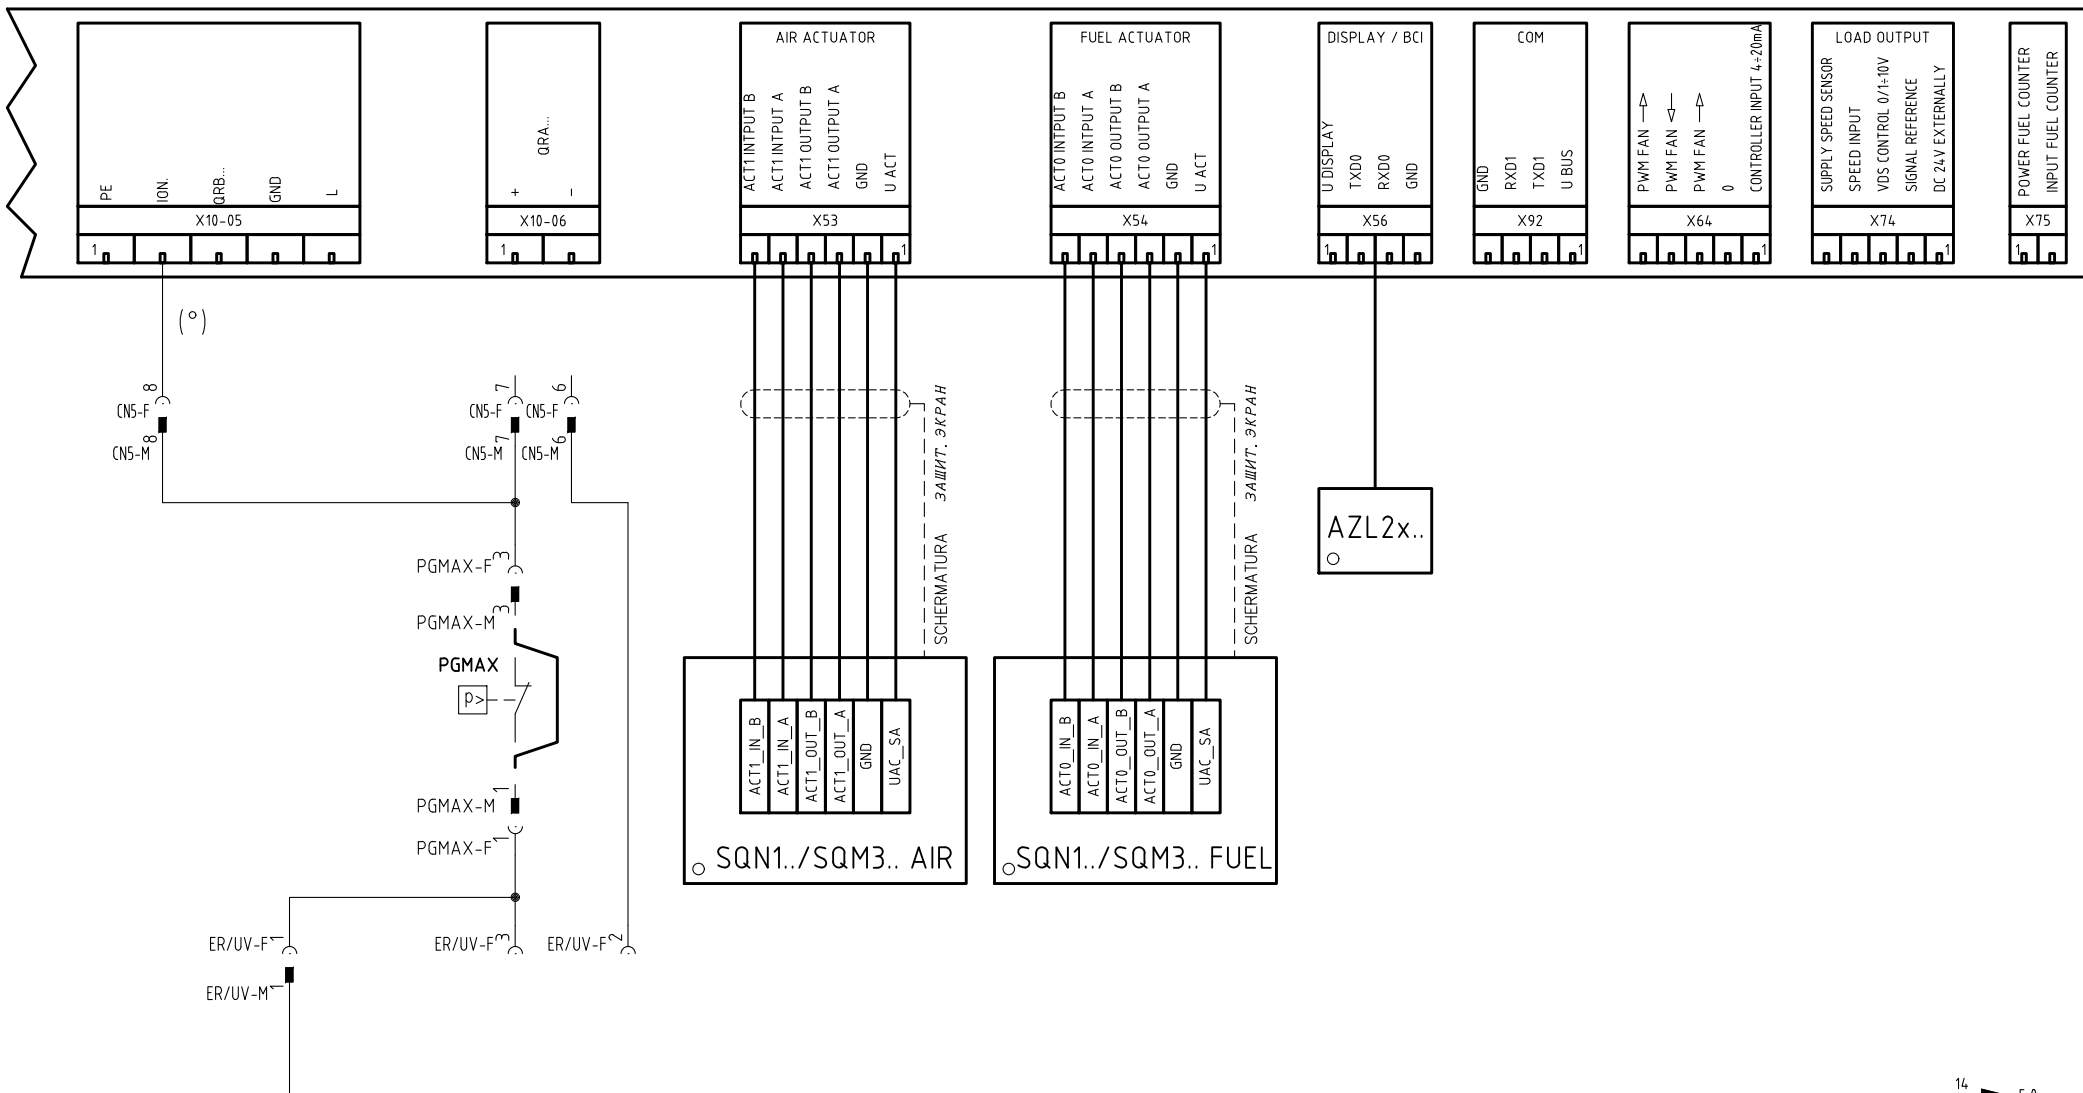 PE
ION.
QRB...
GND
L
X10-05
1
+
QRA...
-
X10-06
1
AIR ACTUATOR
ACT1 INTPUT B
ACT1 INTPUT A
ACT1 OUTPUT B
ACT1 OUTPUT A
GND
U ACT
X53
1
FUEL ACTUATOR
ACT0 INTPUT B
ACT0 INTPUT A
ACT0 OUTPUT B
ACT0 OUTPUT A
GND
U ACT
X54
1
DISPLAY / BCI
U DISPLAY
TXD0
RXD0
GND
X56
1
COM
GND
RXD1
TXD1
U BUS
X92
1
PWM FAN
PWM FAN
PWM FAN
0
CONTROLLER INPUT 4÷20mA
X64
1
LOAD OUTPUT
SUPPLY SPEED SENSOR
SPEED INPUT
VDS CONTROL 0/1÷10V
SIGNAL REFERENCE
DC 24V EXTERNALLY
X74
1
POWER FUEL COUNTER
INPUT FUEL COUNTER
X75
1
(°)
8
CN5-F
8
CN5-M
7
CN5-F
7
CN5-M
6
CN5-F
6
CN5-M
SCHERMATURA ЗАЩИТ. ЭКРАН
SCHERMATURA ЗАЩИТ. ЭКРАН
AZL2x..
PGMAX-F 3
PGMAX-M 3
PGMAX
P>
PGMAX-M 1
PGMAX-F 1
ACT1_IN_B
ACT1_IN_A
ACT1_OUT_B
ACT1_OUT_A
GND
UAC_SA
SQN1../SQM3.. AIR
ACT0_IN_B
ACT0_IN_A
ACT0_OUT_B
ACT0_OUT_A
GND
UAC_SA
SQN1../SQM3.. FUEL
ER/UV-F 1
ER/UV-F 3
ER/UV-F 2
ER/UV-M 1
14